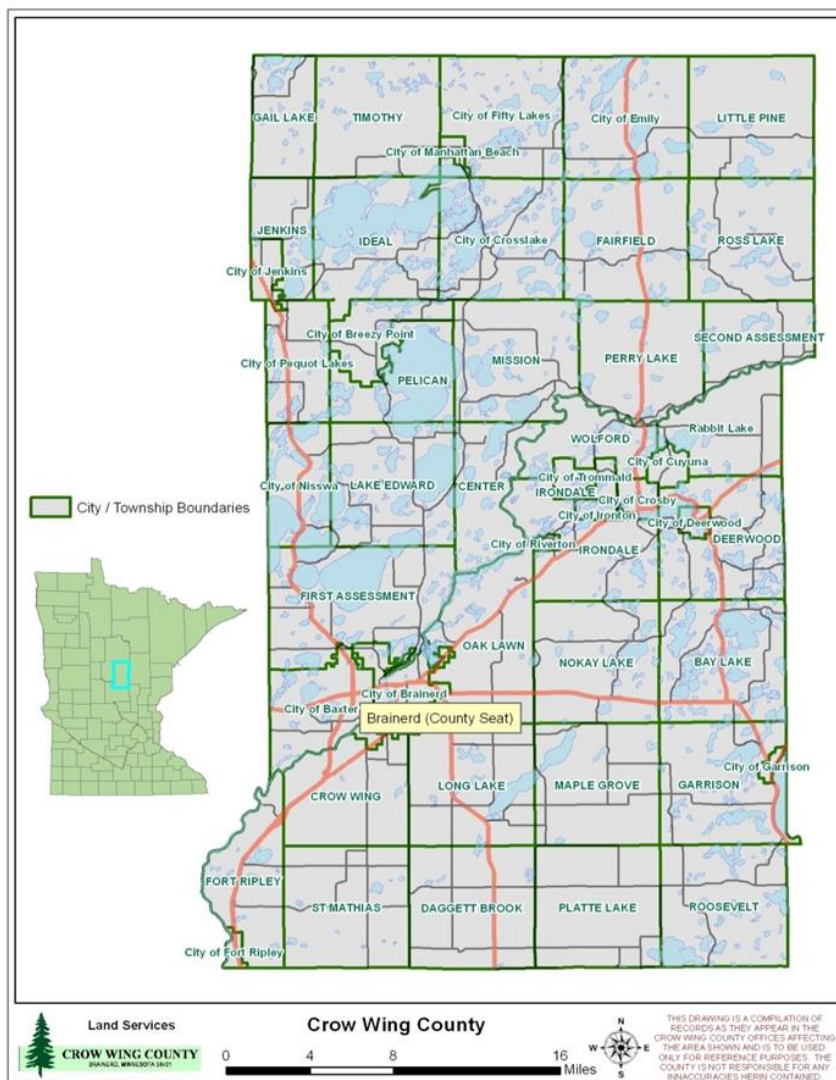 GAIL LAKE
TIMOTHY
City of Fifty Lakes
City of Emily
LITTLE PINE
City of Manhattan Beach
JENKINS
IDEAL
City of Crosslake
FAIRFIELD
ROSS LAKE
City of Jenkins
City of Breezy Point
SECOND ASSESSMENT
City of Pequot Lakes
MISSION
PERRY LAKE
PELICAN
Rabbit Lake
WOLFORD
City of Cuyuna
City of Trommald
City of Nisswa
LAKE EDWARD
CENTER
IRONDALE
City of Crosby
City of Ironton
City of Deerwood
City of Riverton
IRONDALE
DEERWOOD
City / Township Boundaries
FIRST ASSESSMENT
OAK LAWN
NOKAY LAKE
BAY LAKE
City of Brainerd
City of Baxter
Brainerd (County Seat)
City of Garrison
CROW WING
LONG LAKE
MAPLE GROVE
GARRISON
FORT RIPLEY
ST MATHIAS
DAGGETT BROOK
PLATTE LAKE
ROOSEVELT
City of Fort Ripley
Land Services
CROW WING COUNTY
BRAINERD, MINNESOTA 56401
Crow Wing County
0 4 8 16
Miles
N
W E
S
THIS DRAWING IS A COMPILATION OF
RECORDS AS THEY APPEAR IN THE
CROW WING COUNTY OFFICES AFFECTING
THE AREA SHOWN AND IS TO BE USED
ONLY FOR REFERENCE PURPOSES. THE
COUNTY IS NOT RESPONSIBLE FOR ANY
INNACCURACIES HERIN CONTAINED.